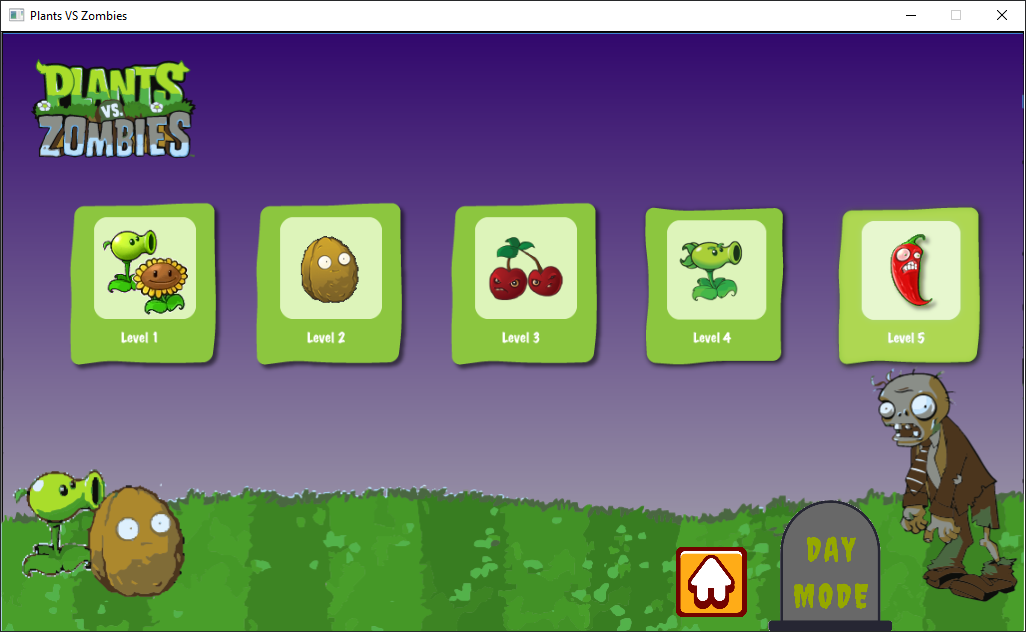 Plants VS Zombies
PLANTS
VS.
ZOMBIES
Level 1
Level 2
Level 3
Level 4
Level 5
DAY
MODE